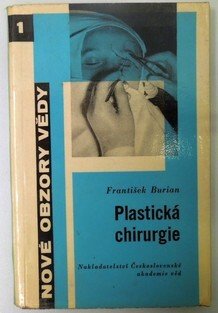 1
NOVÉ OBZORY VĚDY
František Burian
Plastická
chirurgie
Nakladatelství Československé
akademie věd